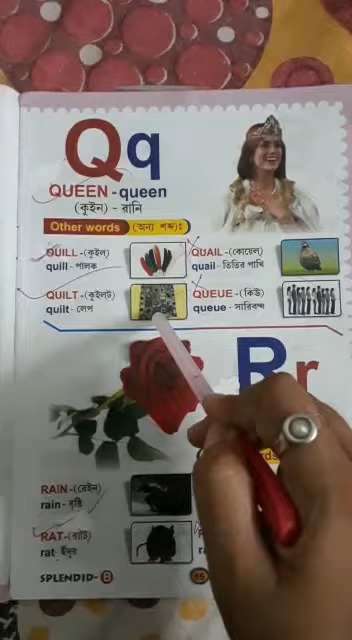 Qq
QUEEN - queen
(কুইন) - রানি
Other words (অন্য শব্দ)ঃ
QUILL - (কুইল)
quill - পালক
QUAIL - (কোয়েল)
quail - তিতির পাখি
QUILT - (কুইলট)
quilt - লেপ
QUEUE - (কিউ)
queue - সারিবদ্ধ
Rr
RAIN - (রেইন)
rain - বৃষ্টি
RAT - (র‍্যাট)
rat - ইঁদুর
SPLENDID - B